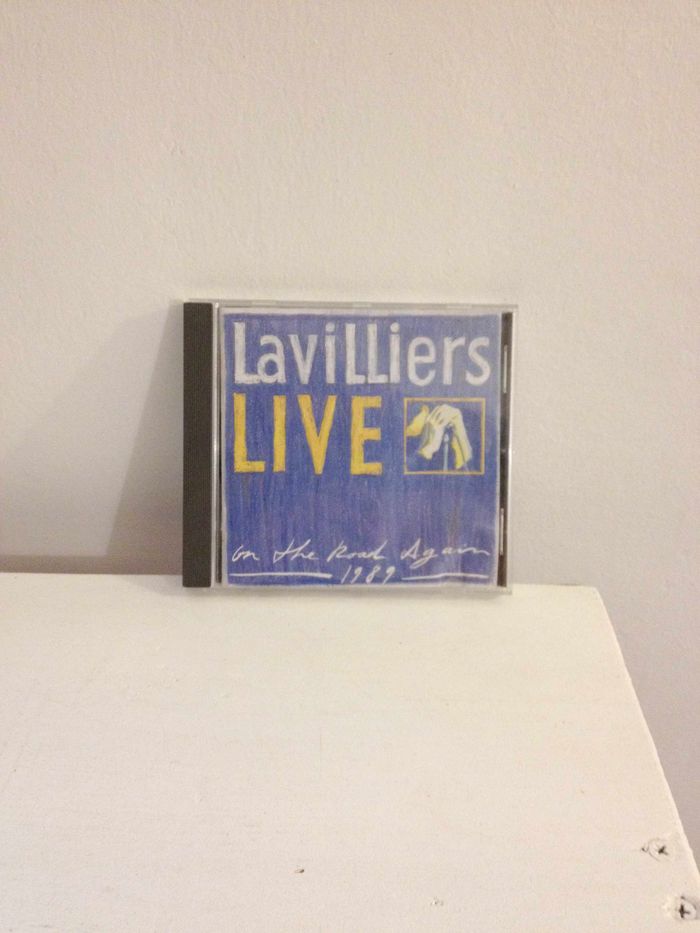 LaviLLiers
LIVE
on the Road Again
1989